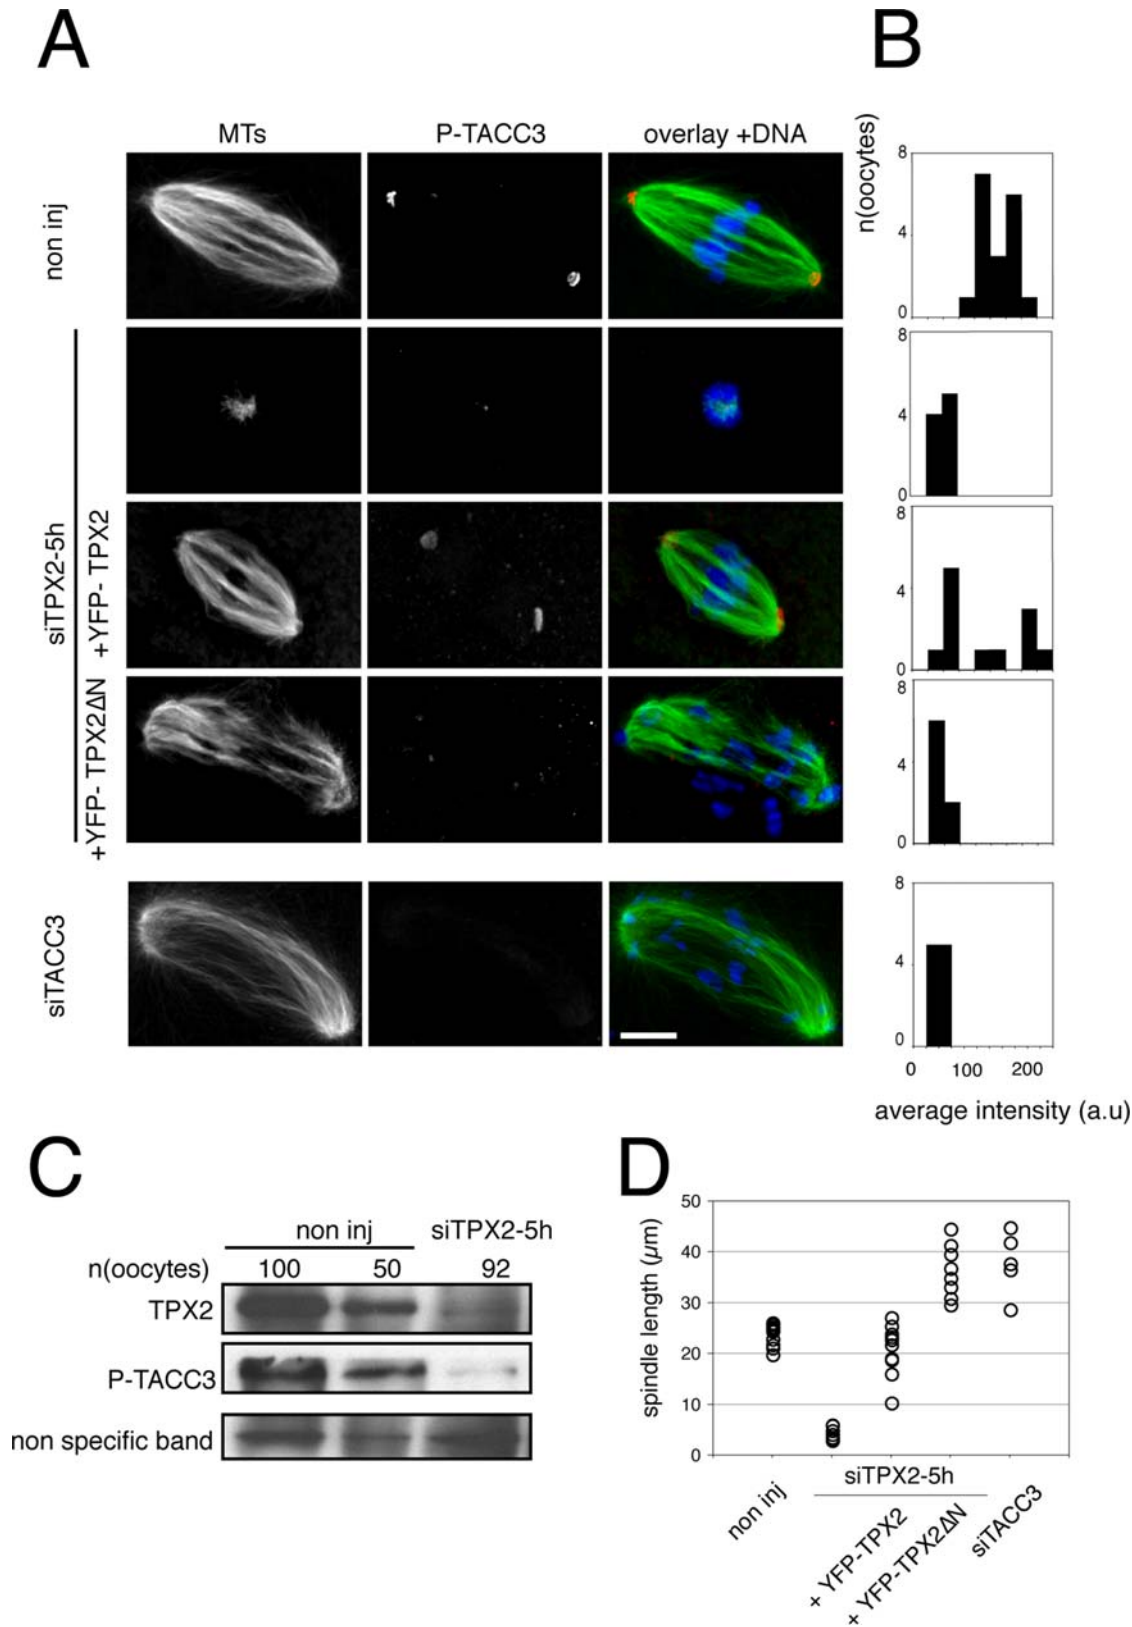 A
B
MTs
P-TACC3
overlay +DNA
n(oocytes)
non inj
siTPX2-5h
+YFP- TPX2
+YFP- TPX2ΔN
siTACC3
8
4
0
8
4
0
8
4
0
8
4
0
8
4
0
0 100 200
average intensity (a.u)
C
non inj siTPX2-5h
n(oocytes) 100 50 92
TPX2
P-TACC3
non specific band
D
spindle length (µm)
50
40
30
20
10
0
non inj
siTPX2-5h
+ YFP-TPX2
+ YFP-TPX2ΔN
siTACC3